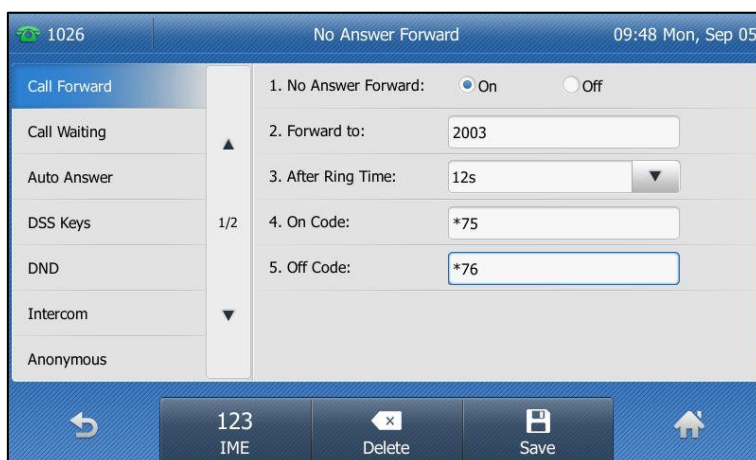 1026 No Answer Forward 09:48 Mon, Sep 05
Call Forward
Call Waiting
Auto Answer
DSS Keys
DND
Intercom
Anonymous
1/2
1. No Answer Forward: On Off
2. Forward to: 2003
3. After Ring Time: 12s
4. On Code: *75
5. Off Code: *76
123
IME
Delete
Save